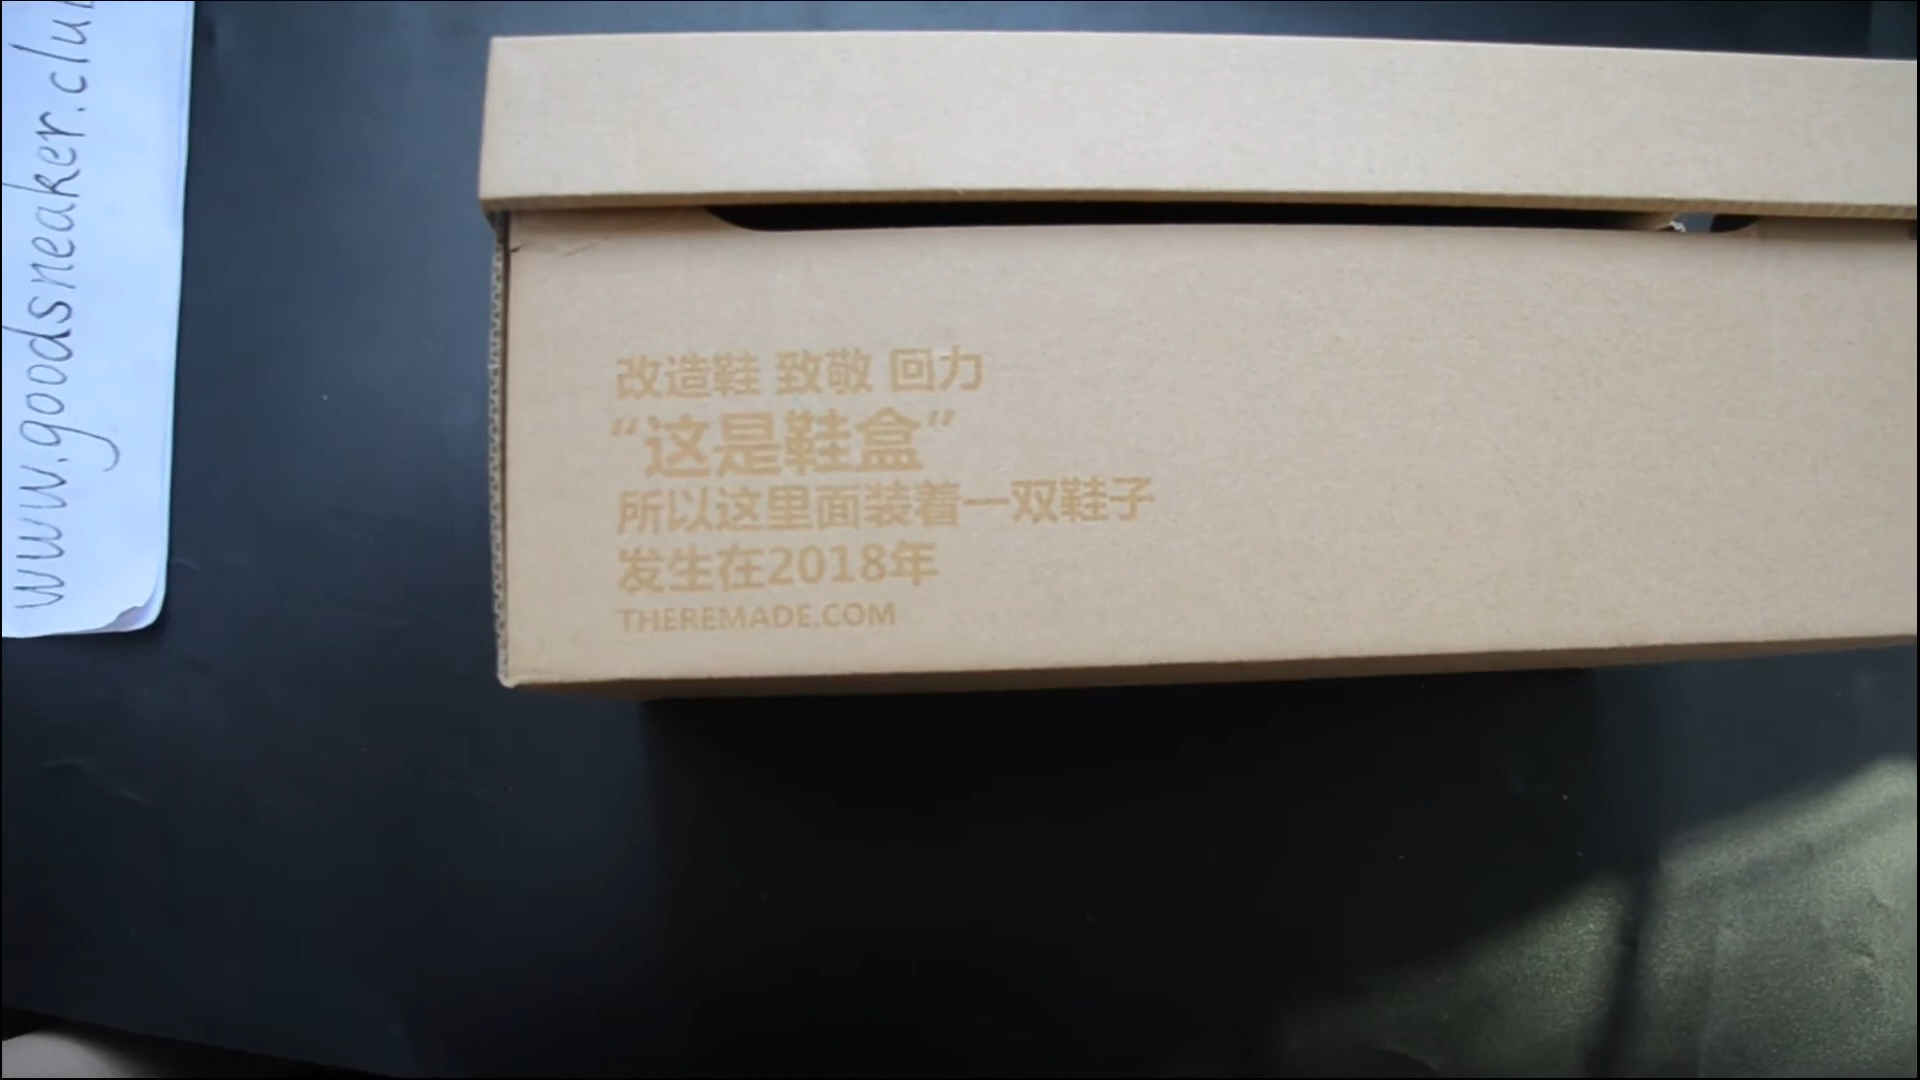 www.goodsneaker.club
改造鞋 致敬 回力
“这是鞋盒”
所以这里面装着一双鞋子
发生在2018年
THEREMADE.COM